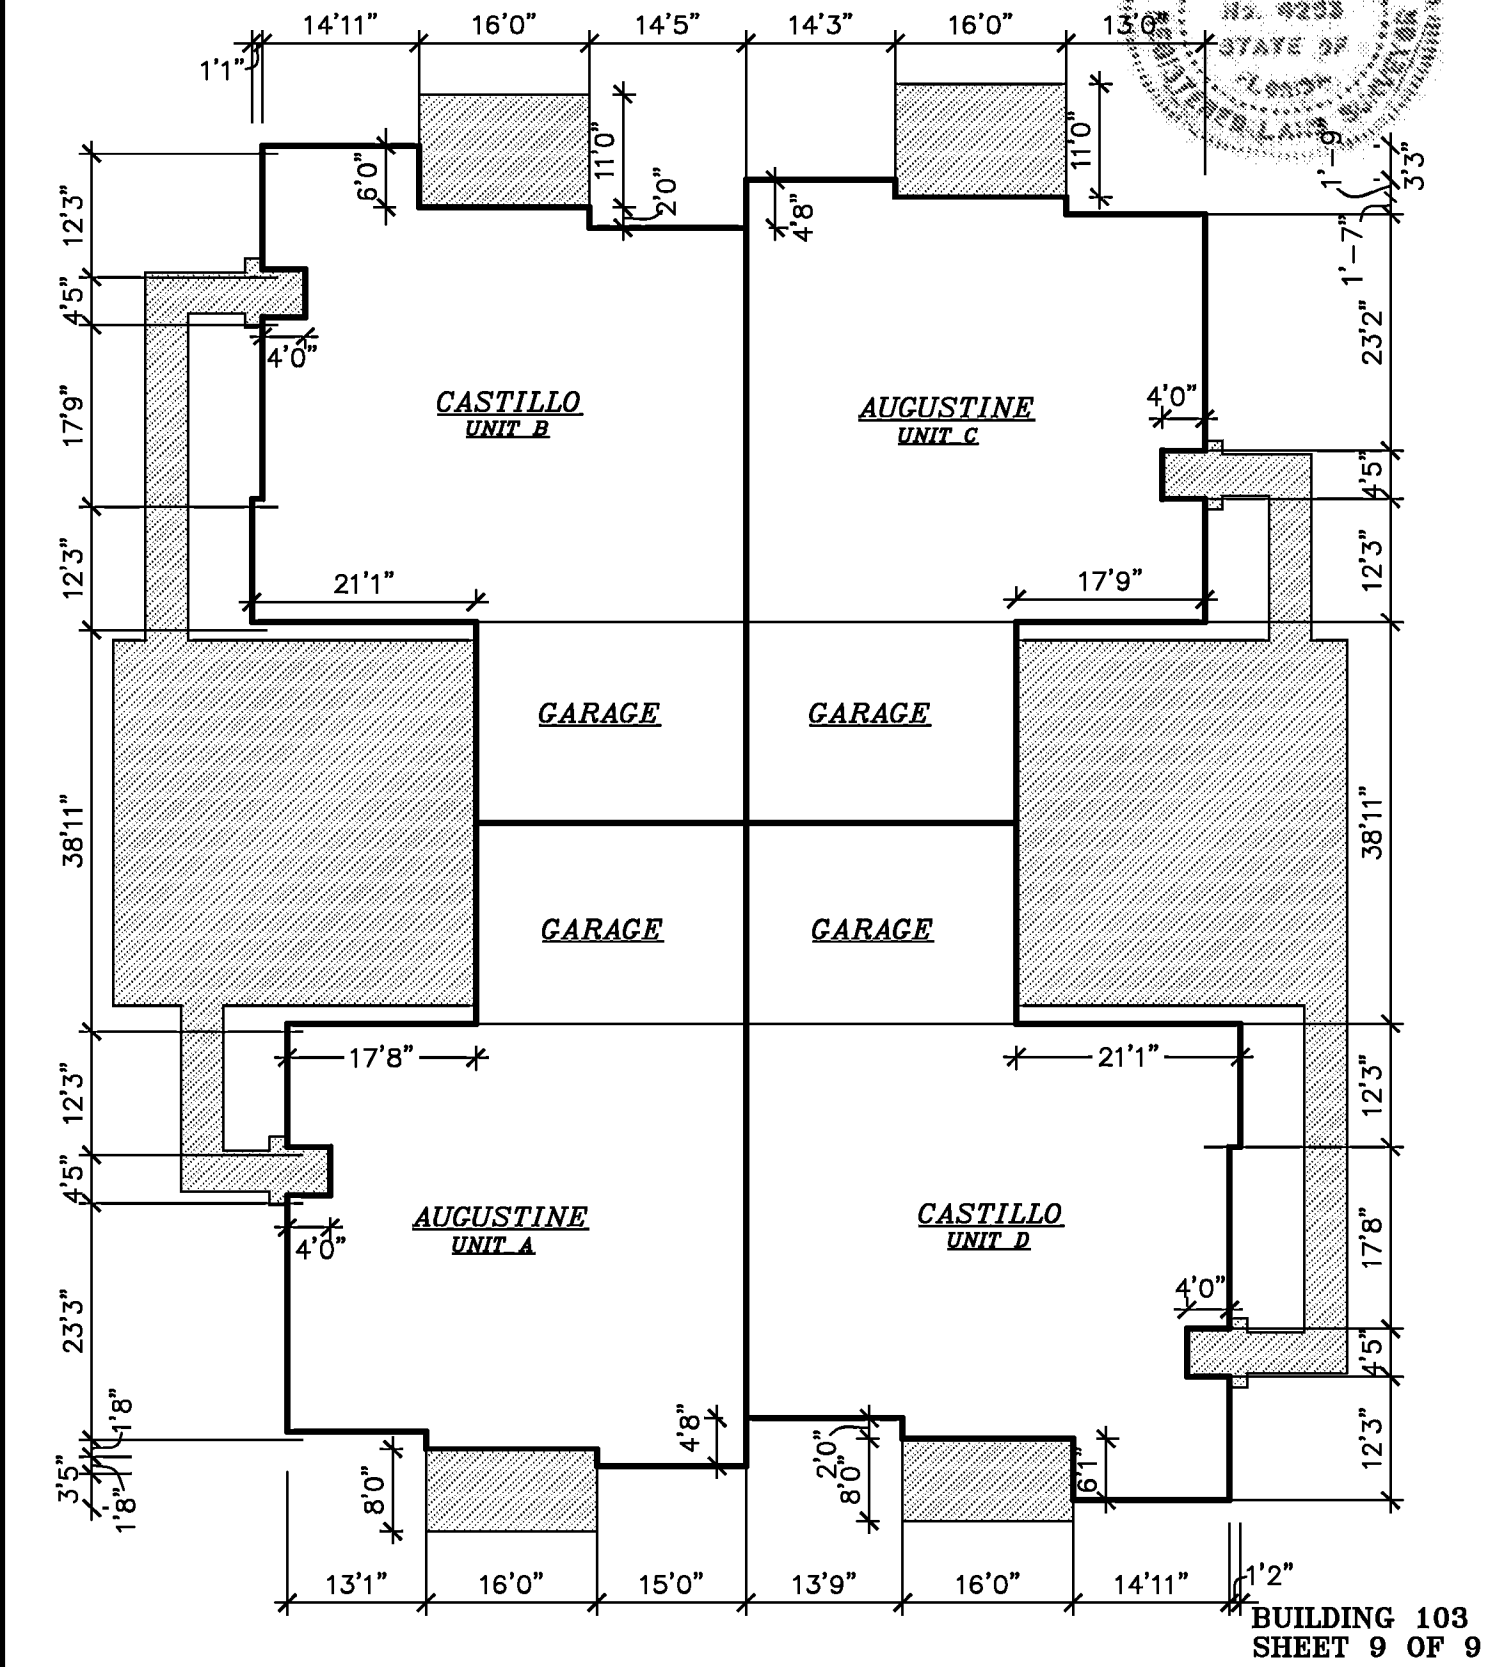 14'11" 16'0" 14'5" 14'3" 16'0" 13'0"
1'1"
STATE OF
11'0" 11'0"
6'0" 2'0" 4'8"
1'-9 3'3"
1'-7"
12'3"
4'5"
4'0"
17'9"
12'3"
23'2"
4'0"
4'5"
12'3"
CASTILLO
UNIT B
AUGUSTINE
UNIT C
21'1" 17'9"
GARAGE GARAGE
38'11" 38'11"
GARAGE GARAGE
17'8" 21'1"
12'3"
4'5"
4'0"
23'3"
12'3"
17'8"
4'0"
4'5"
12'3"
AUGUSTINE
UNIT A
CASTILLO
UNIT D
1'8"
3'5"
1'8"
8'0" 4'8" 2'0" 8'0" 6'1"
13'1" 16'0" 15'0" 13'9" 16'0" 14'11" 1'2"
BUILDING 103
SHEET 9 OF 9